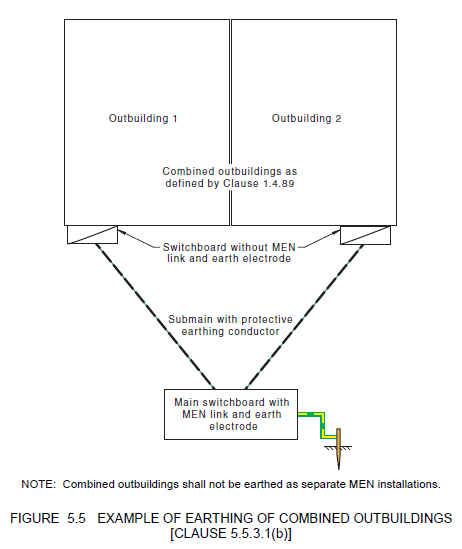 Outbuilding 1
Outbuilding 2
Combined outbuildings as
defined by Clause 1.4.89
Switchboard without MEN
link and earth electrode
Submain with protective
earthing conductor
Main switchboard with
MEN link and earth
electrode
NOTE: Combined outbuildings shall not be earthed as separate MEN installations.
FIGURE 5.5 EXAMPLE OF EARTHING OF COMBINED OUTBUILDINGS
[CLAUSE 5.5.3.1(b)]